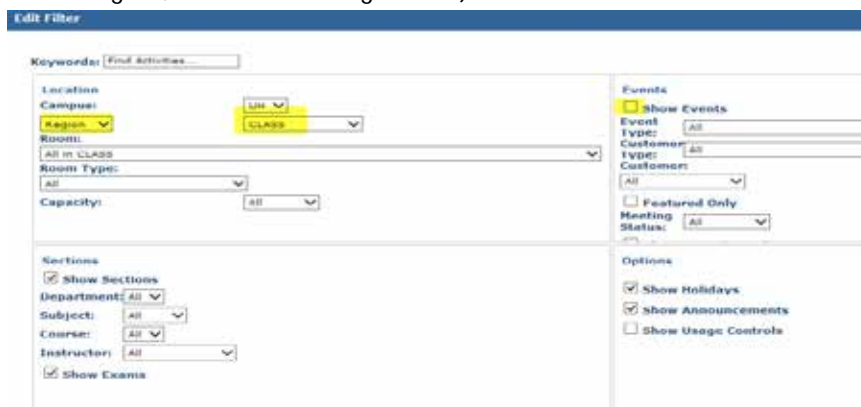 Edit Filter
Keywords: Find Activities...
Location
Campus: UH
Region CLASS
Room:
All in CLASS
Room Type:
All
Capacity: All
Events
Show Events
Event Type: All
Customer Type: All
Customer:
All
Featured Only
Meeting Status: All
Sections
Show Sections
Department: All
Subject: All
Course: All
Instructor: All
Show Exams
Options
Show Holidays
Show Announcements
Show Usage Controls